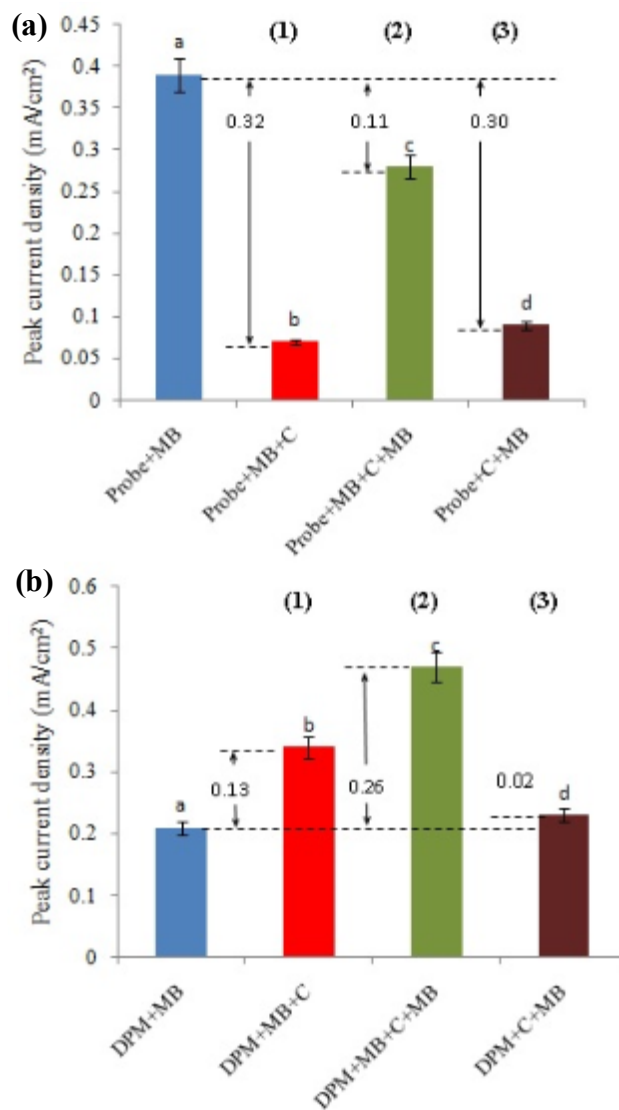 (a)
(1)
(2)
(3)
Peak current density (mA/cm²)
0.45
0.4
0.35
0.3
0.25
0.2
0.15
0.1
0.05
0
a
b
c
d
0.32
0.11
0.30
Probe+MB
Probe+MB+C
Probe+MB+C+MB
Probe+C+MB
(b)
(1)
(2)
(3)
Peak current density (mA/cm²)
0.6
0.5
0.4
0.3
0.2
0.1
0
a
b
c
d
0.13
0.26
0.02
DPM+MB
DPM+MB+C
DPM+MB+C+MB
DPM+C+MB